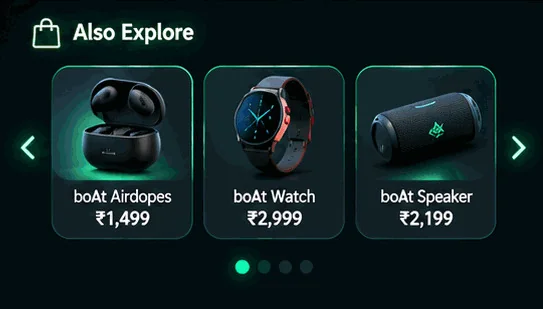 Also Explore
boAt Airdopes
₹1,499
boAt Watch
₹2,999
boAt Speaker
₹2,199